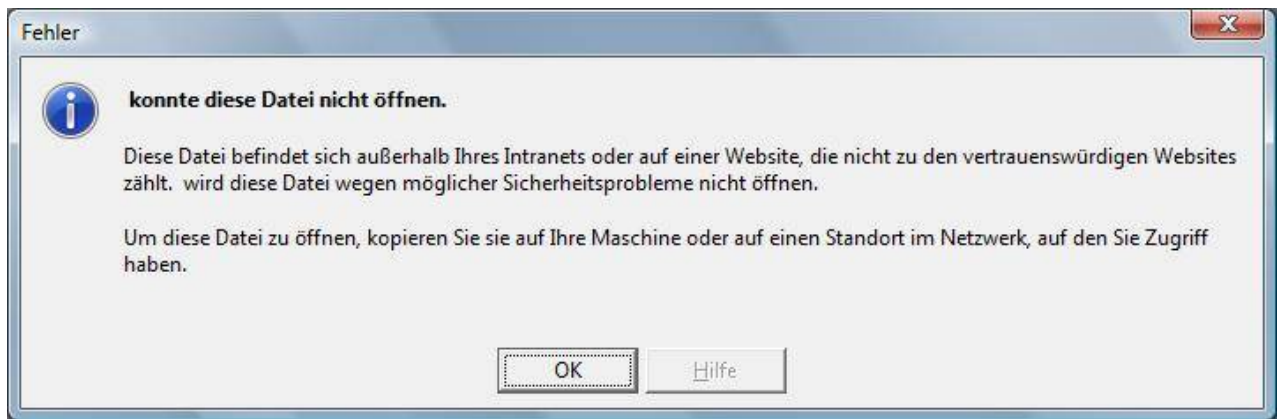 Fehler
konnte diese Datei nicht öffnen.
Diese Datei befindet sich außerhalb Ihres Intranets oder auf einer Website, die nicht zu den vertrauenswürdigen Websites
zählt.  wird diese Datei wegen möglicher Sicherheitsprobleme nicht öffnen.
Um diese Datei zu öffnen, kopieren Sie sie auf Ihre Maschine oder auf einen Standort im Netzwerk, auf den Sie Zugriff
haben.
OK
Hilfe